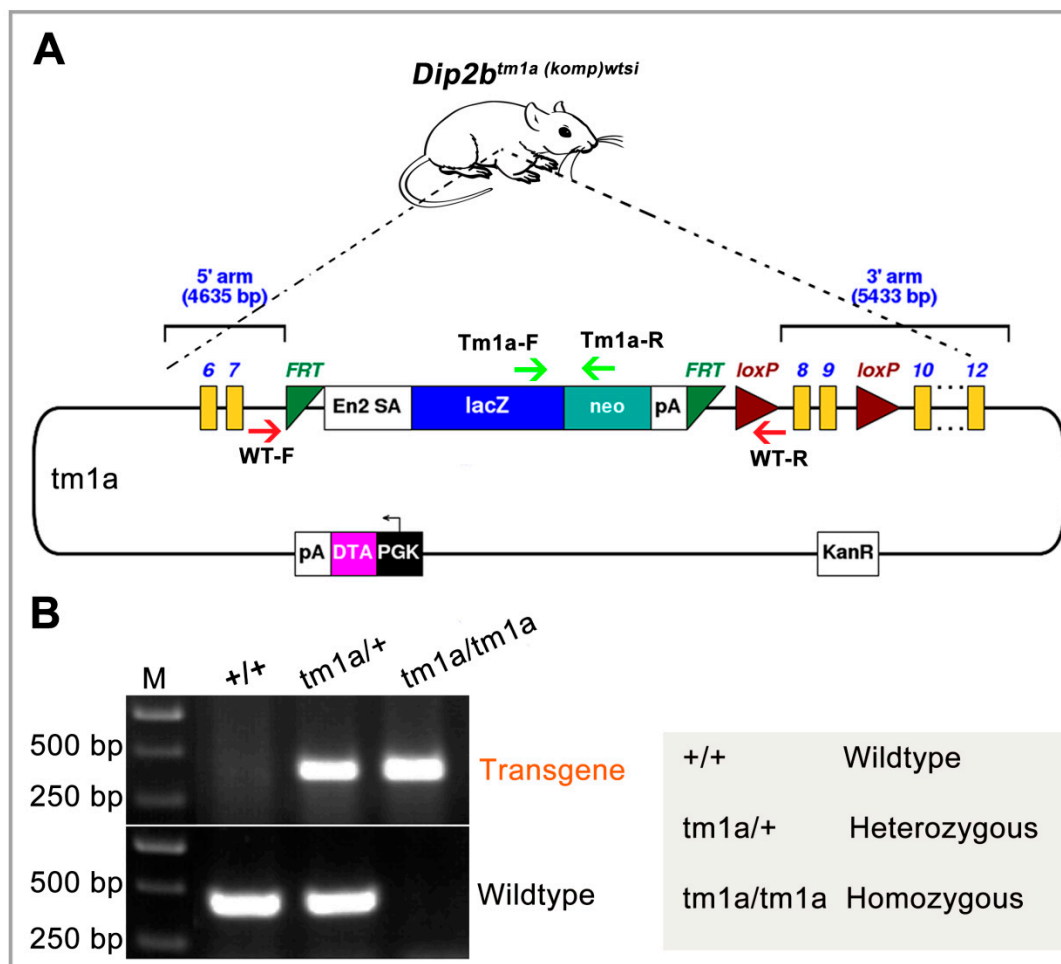 A
Dip2b tm1a (komp)wtsi
5' arm
(4635 bp)
3' arm
(5433 bp)
Tm1a-F
Tm1a-R
6 7 FRT FRT loxP 8 9 loxP 10 12
En2 SA lacZ neo pA
WT-F
WT-R
tm1a
pA DTA PGK
KanR
B
M +/+ tm1a/+ tm1a/tm1a
500 bp
250 bp
Transgene
500 bp
250 bp
Wildtype
+/+ Wildtype
tm1a/+ Heterozygous
tm1a/tm1a Homozygous